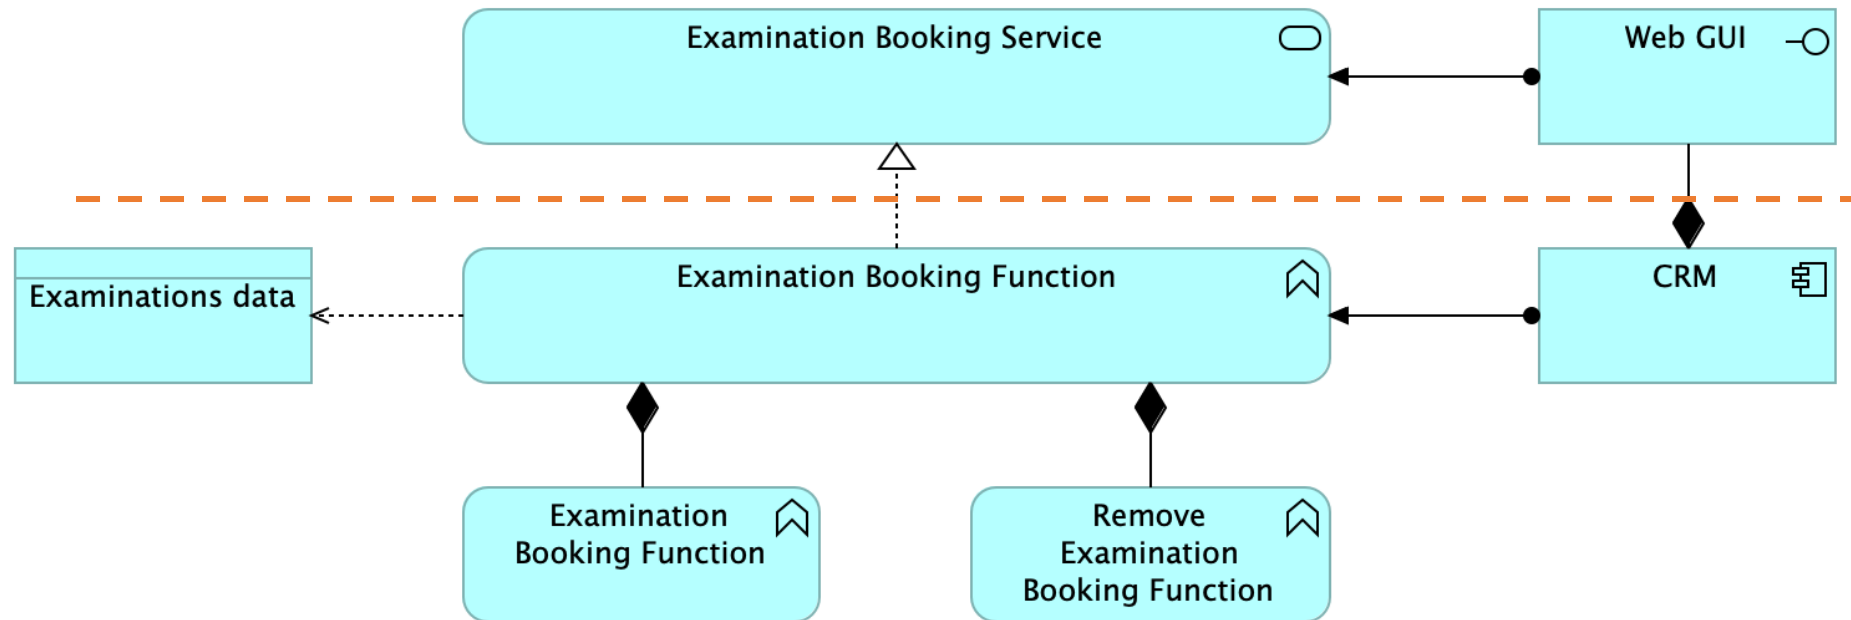 Examination Booking Service
Web GUI
Examinations data
Examination Booking Function
CRM
Examination
Booking Function
Remove
Examination
Booking Function